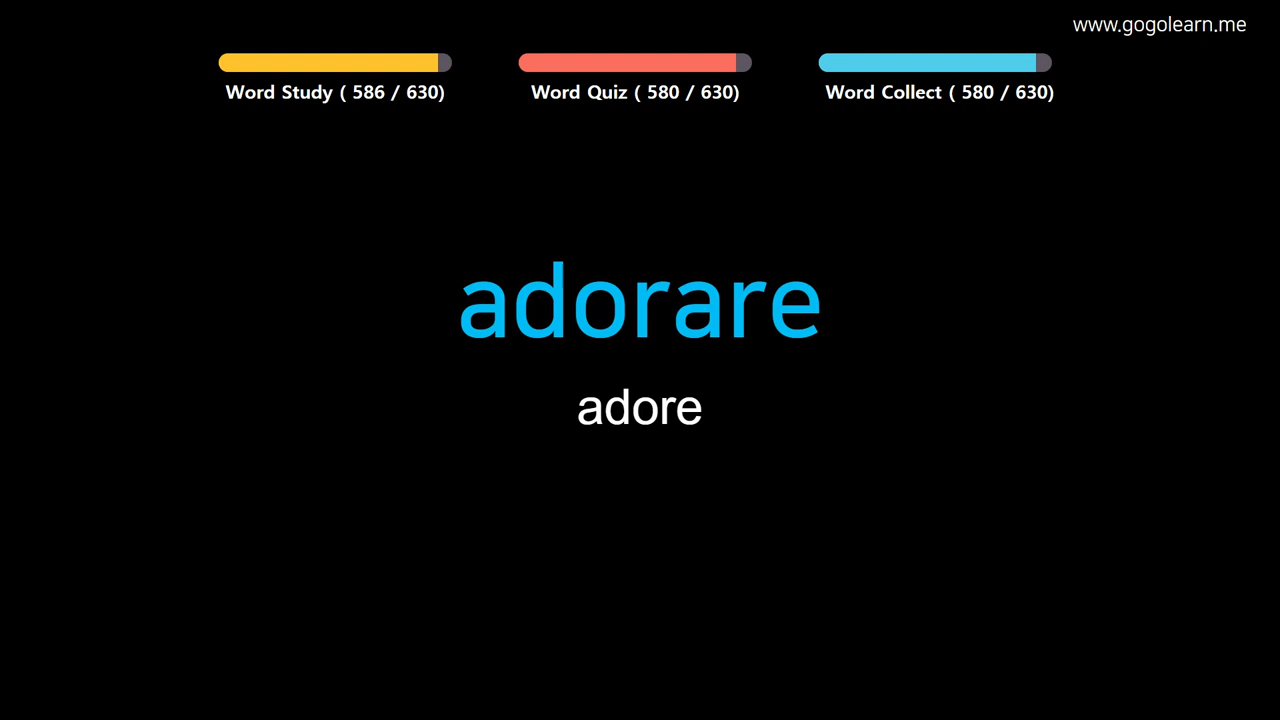 www.gogolearn.me
Word Study ( 586 / 630)
Word Quiz ( 580 / 630)
Word Collect ( 580 / 630)
adorare
adore